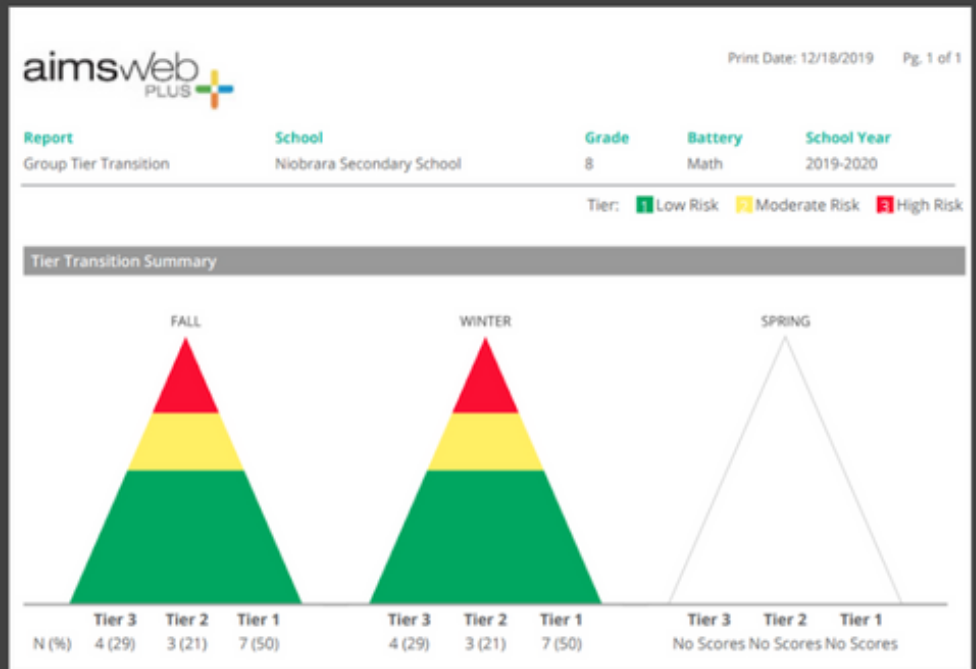 aimsweb PLUS
Print Date: 12/18/2019 Pg. 1 of 1
Report School Grade Battery School Year
Group Tier Transition Niobrara Secondary School 8 Math 2019-2020
Tier: 1 Low Risk 2 Moderate Risk 3 High Risk
Tier Transition Summary
FALL WINTER SPRING
Tier 3 Tier 2 Tier 1 Tier 3 Tier 2 Tier 1 Tier 3 Tier 2 Tier 1
N (%) 4 (29) 3 (21) 7 (50) 4 (29) 3 (21) 7 (50) No Scores No Scores No Scores